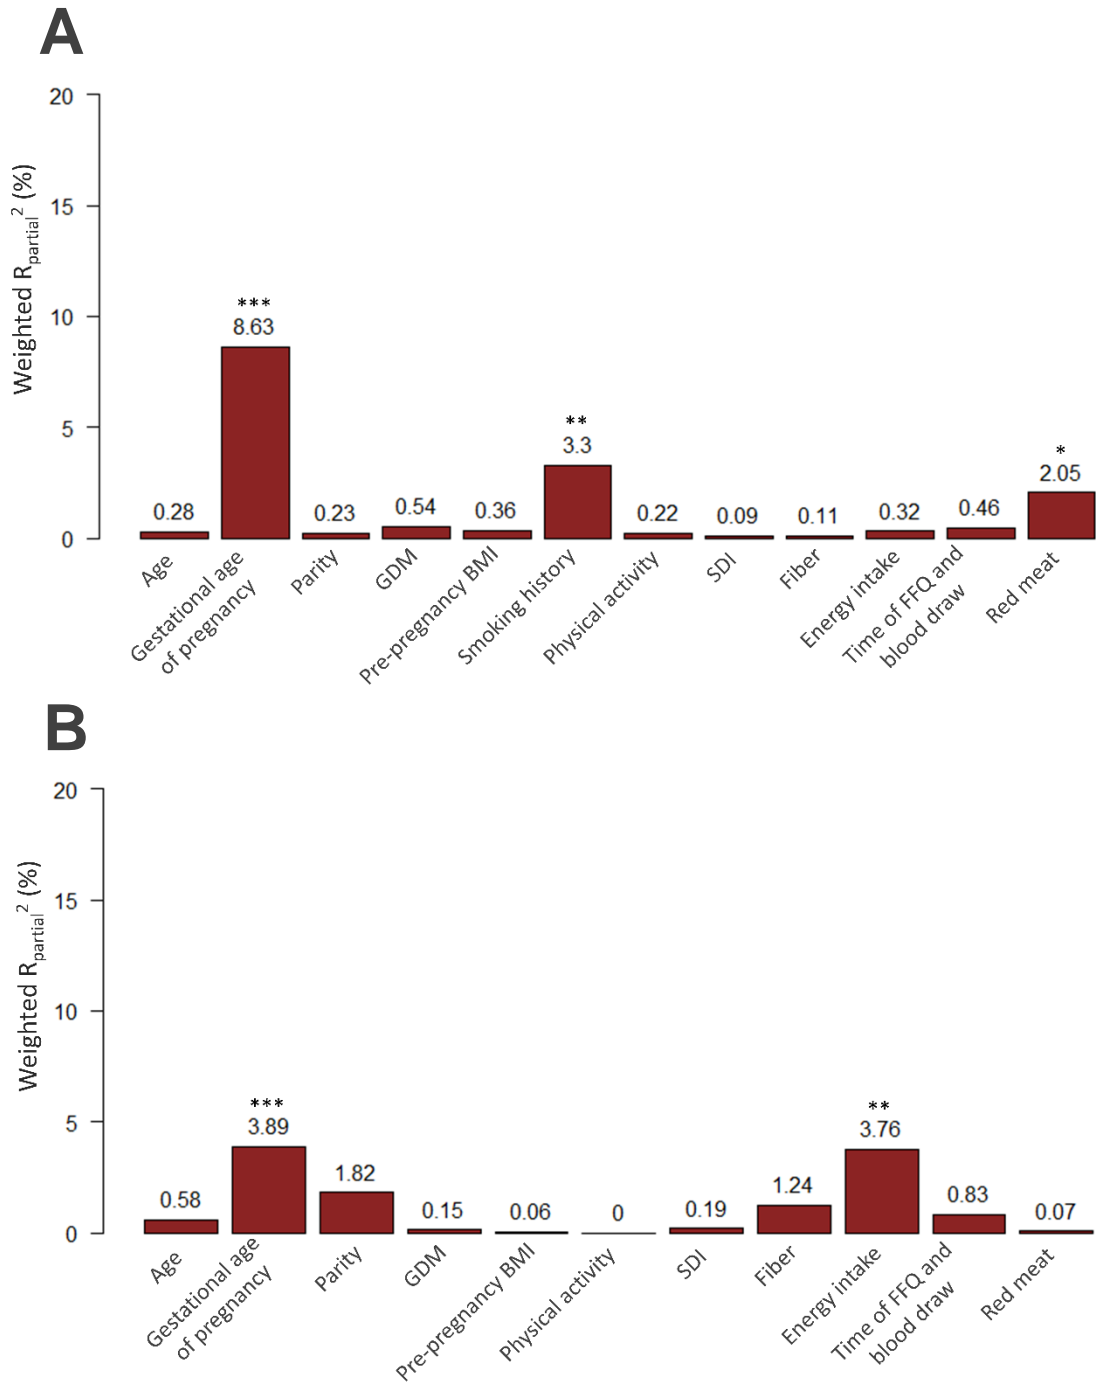 A
Weighted Rpartial2 (%)
20
15
10
5
0
0.28
***
8.63
0.23
0.54
0.36
**
3.3
0.22
0.09
0.11
0.32
0.46
*
2.05
Age
Gestational age
of pregnancy
Parity
GDM
Pre-pregnancy BMI
Smoking history
Physical activity
SDI
Fiber
Energy intake
Time of FFQ and
blood draw
Red meat
B
Weighted Rpartial2 (%)
20
15
10
5
0
0.58
***
3.89
1.82
0.15
0.06
0
0.19
1.24
**
3.76
0.83
0.07
Age
Gestational age
of pregnancy
Parity
GDM
Pre-pregnancy BMI
Physical activity
SDI
Fiber
Energy intake
Time of FFQ and
blood draw
Red meat